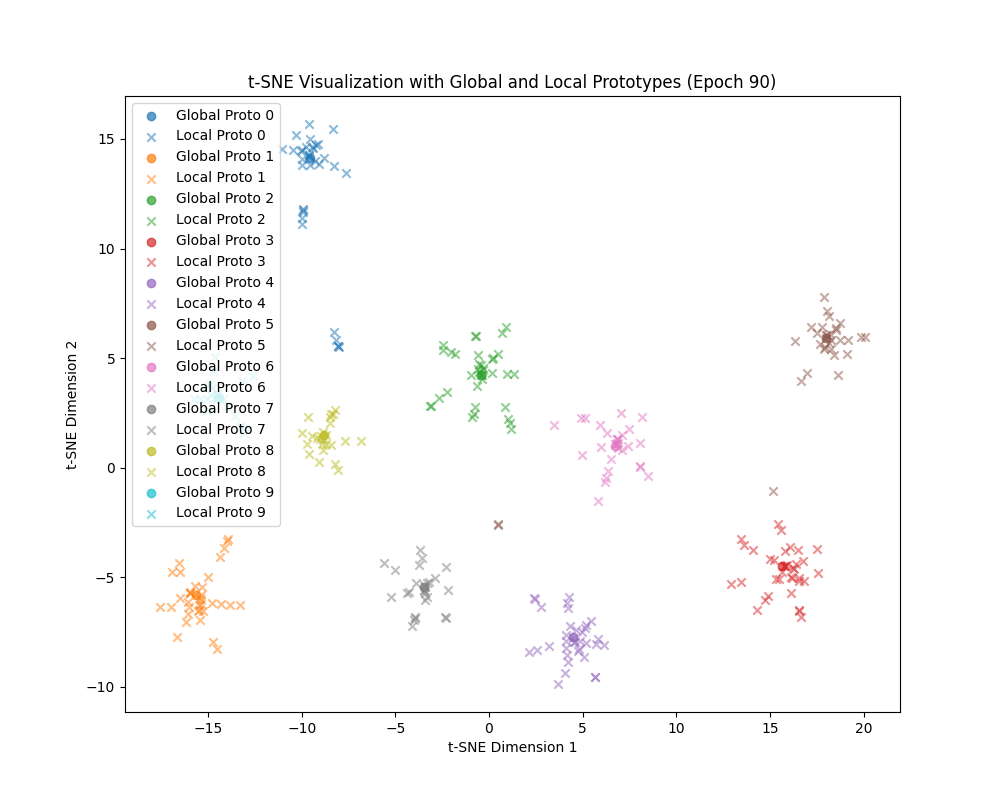 t-SNE Visualization with Global and Local Prototypes (Epoch 90)
Global Proto 0
Local Proto 0
Global Proto 1
Local Proto 1
Global Proto 2
Local Proto 2
Global Proto 3
Local Proto 3
Global Proto 4
Local Proto 4
Global Proto 5
Local Proto 5
Global Proto 6
Local Proto 6
Global Proto 7
Local Proto 7
Global Proto 8
Local Proto 8
Global Proto 9
Local Proto 9
t-SNE Dimension 2
15
10
5
0
−5
−10
−15
−10
−5
0
5
10
15
20
t-SNE Dimension 1